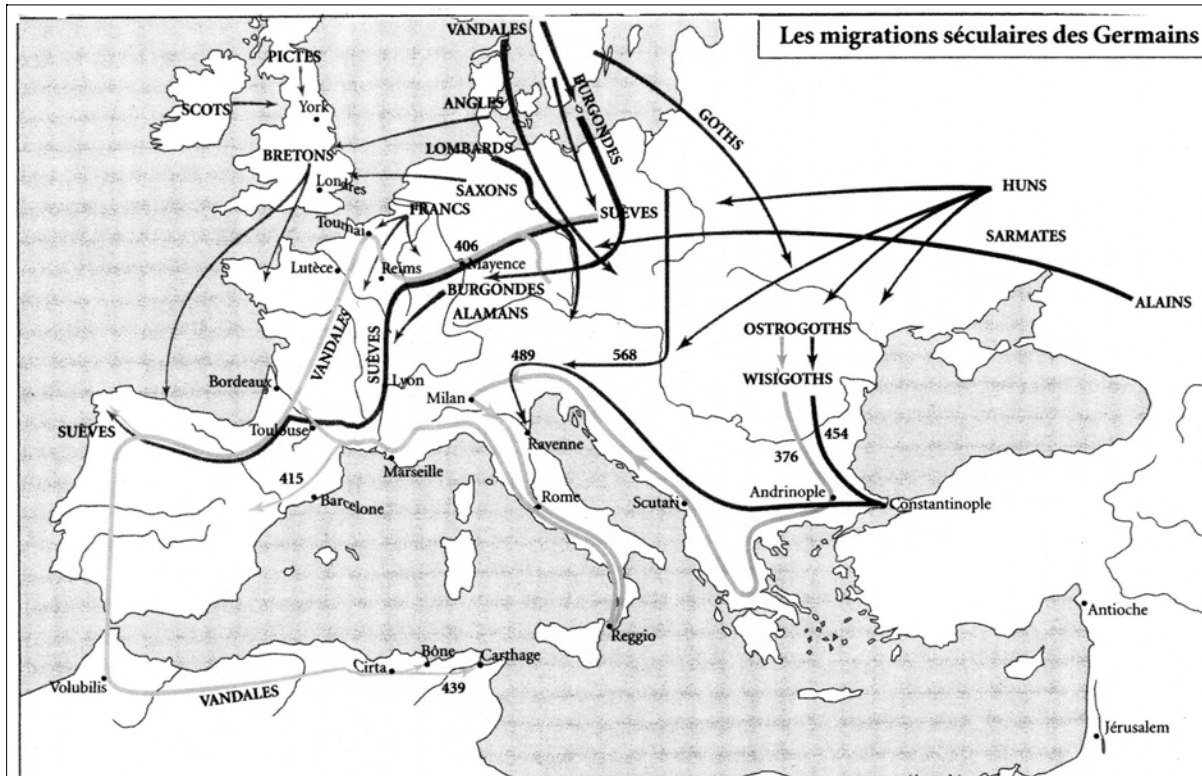 Les migrations séculaires des Germains
VANDALES
PICTES
BURGONDES
SCOTS
York
ANGLES
GOTHS
BRETONS
LOMBARDS
Londres
SAXONS
HUNS
Tournai
FRANCS
SUÈVES
SARMATES
406
Lutèce
Reims
Mayence
BURGONDES
ALAMANS
ALAINS
OSTROGOTHS
VANDALES
SUÈVES
489
568
WISIGOTHS
Bordeaux
Lyon
Milan
SUÈVES
Toulouse
Ravenne
454
376
415
Marseille
Barcelone
Rome
Scutari
Andrinople
Constantinople
Antioche
Reggio
Bône
Carthage
Cirta
Volubilis
VANDALES
439
Jérusalem